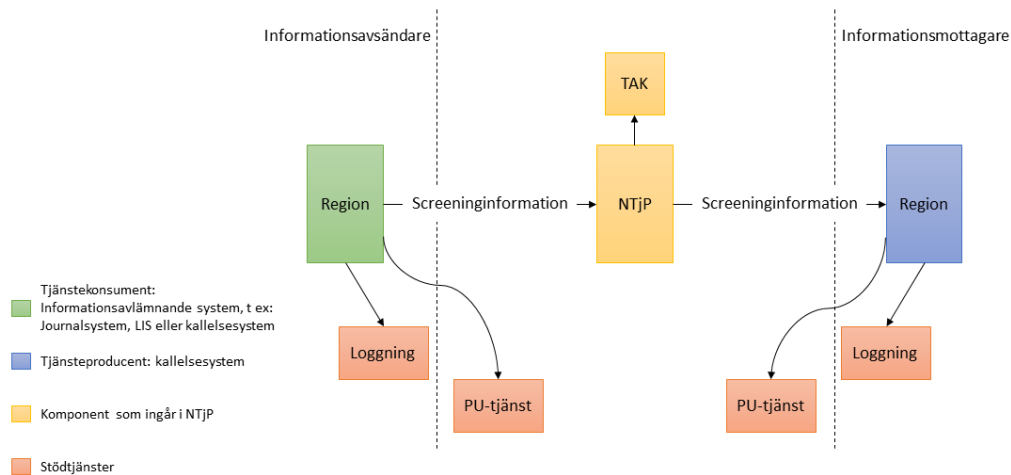 Informationsavsändare
Informationsmottagare
TAK
Region
Screeninginformation
NTjP
Screeninginformation
Region
Tjänstekonsument:
Informationsavlämnande system, t ex:
Journalsystem, LIS eller kallelsesystem
Loggning
Loggning
Tjänsteproducent: kallelsesystem
PU-tjänst
PU-tjänst
Komponent som ingår i NTjP
Stödtjänster